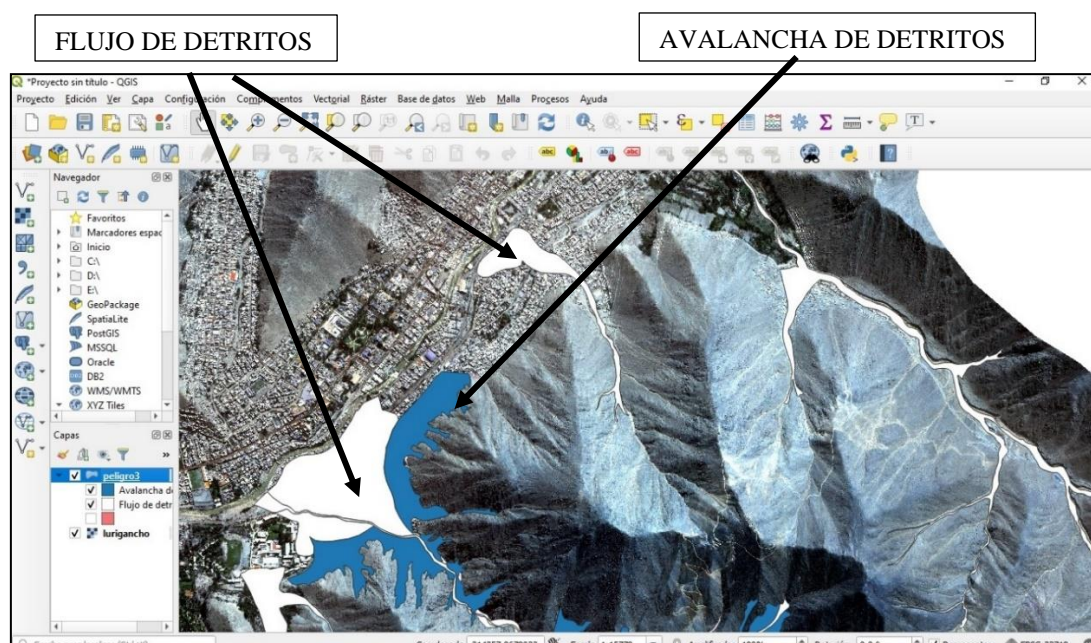 FLUJO DE DETRITOS
AVALANCHA DE DETRITOS
*Proyecto sin título - QGIS
Proyecto Edición Ver Capa Configuración Complementos Vectorial Ráster Base de datos Web Malla Procesos Ayuda
Navegador
Favoritos
Marcadores espac
Inicio
C:\
D:\
E:\
GeoPackage
SpatiaLite
PostGIS
MSSQL
Oracle
DB2
WMS/WMTS
XYZ Tiles
Capas
peligro3
Avalancha de
Flujo de detr
lurigancho